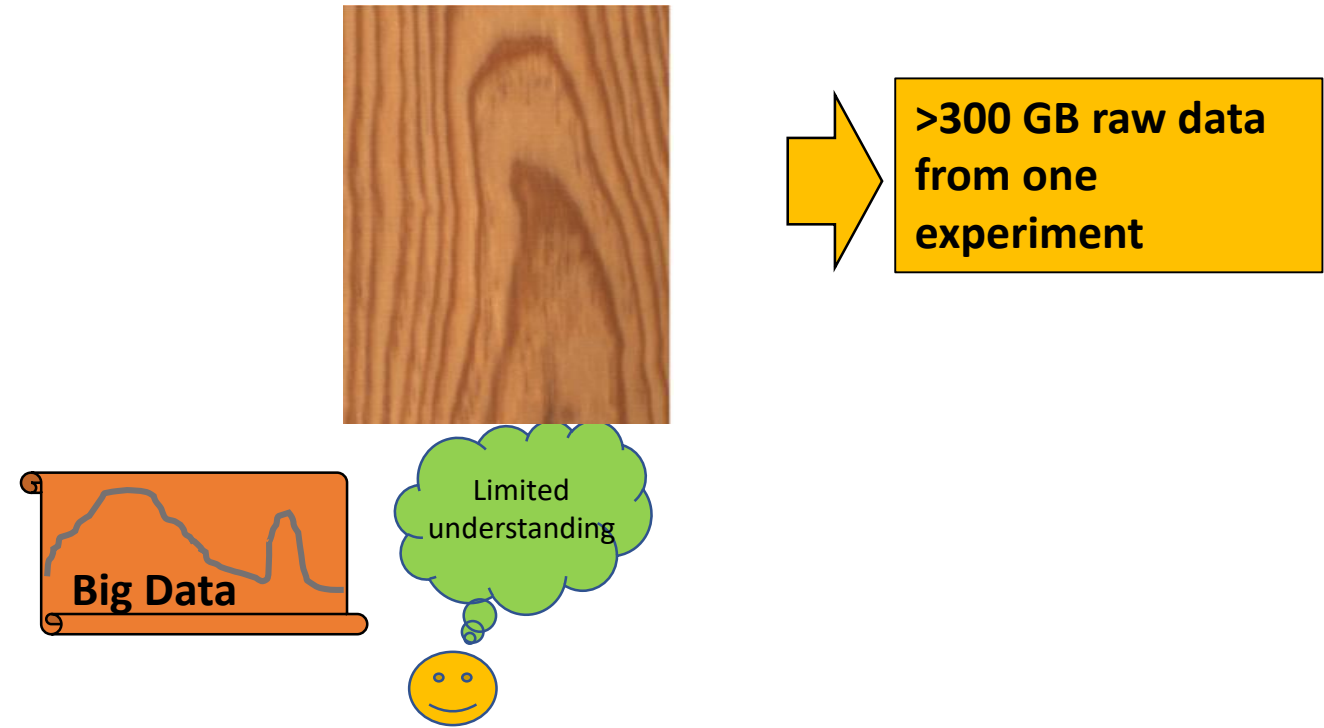 >300 GB raw data
from one
experiment
Limited
understanding
Big Data